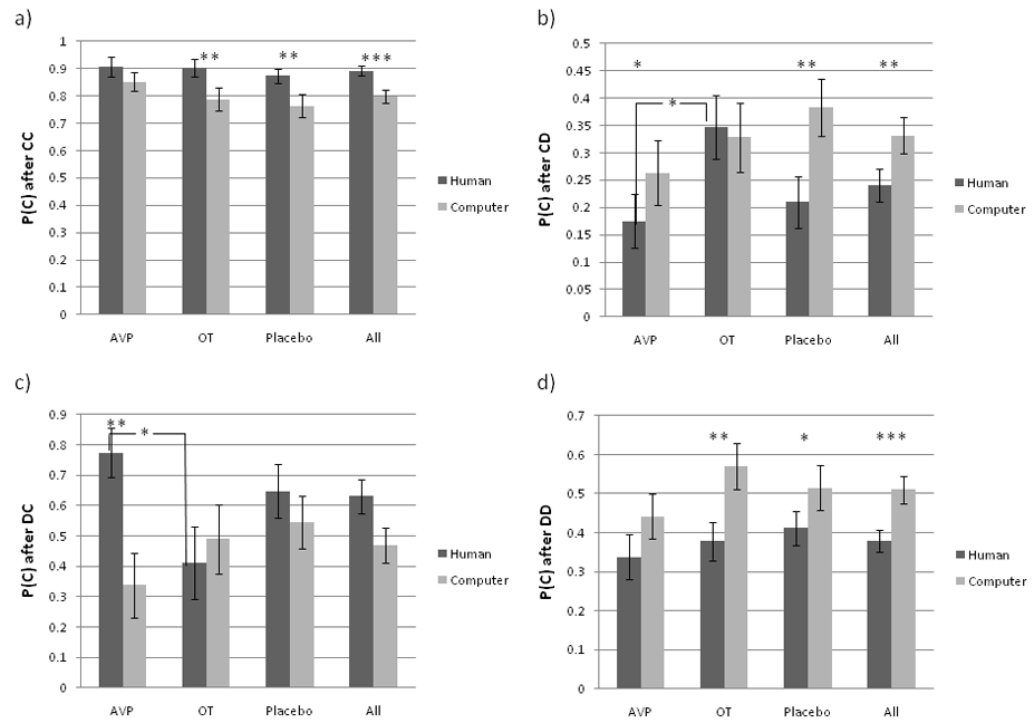 a)
P(C) after CC
1
0.9
0.8
0.7
0.6
0.5
0.4
0.3
0.2
0.1
0
** ** ***
AVP OT Placebo All
Human
Computer
b)
P(C) after CD
0.5
0.45
0.4
0.35
0.3
0.25
0.2
0.15
0.1
0.05
0
* ** **
*
AVP OT Placebo All
Human
Computer
c)
P(C) after DC
0.9
0.8
0.7
0.6
0.5
0.4
0.3
0.2
0.1
0
**
*
AVP OT Placebo All
Human
Computer
d)
P(C) after DD
0.7
0.6
0.5
0.4
0.3
0.2
0.1
0
** * ***
AVP OT Placebo All
Human
Computer